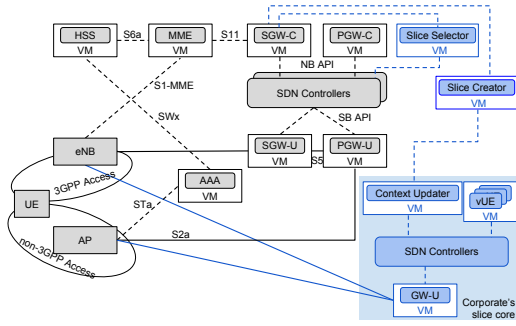 HSS
VM
S6a
MME
VM
S11
SGW-C
VM
PGW-C
VM
Slice Selector
VM
NB API
SDN Controllers
Slice Creator
VM
S1-MME
SWx
SB API
eNB
SGW-U
VM
S5
PGW-U
VM
3GPP Access
UE
AAA
VM
STa
AP
S2a
non-3GPP Access
Context Updater
VM
vUE
VM
SDN Controllers
GW-U
VM
Corporate's
slice core